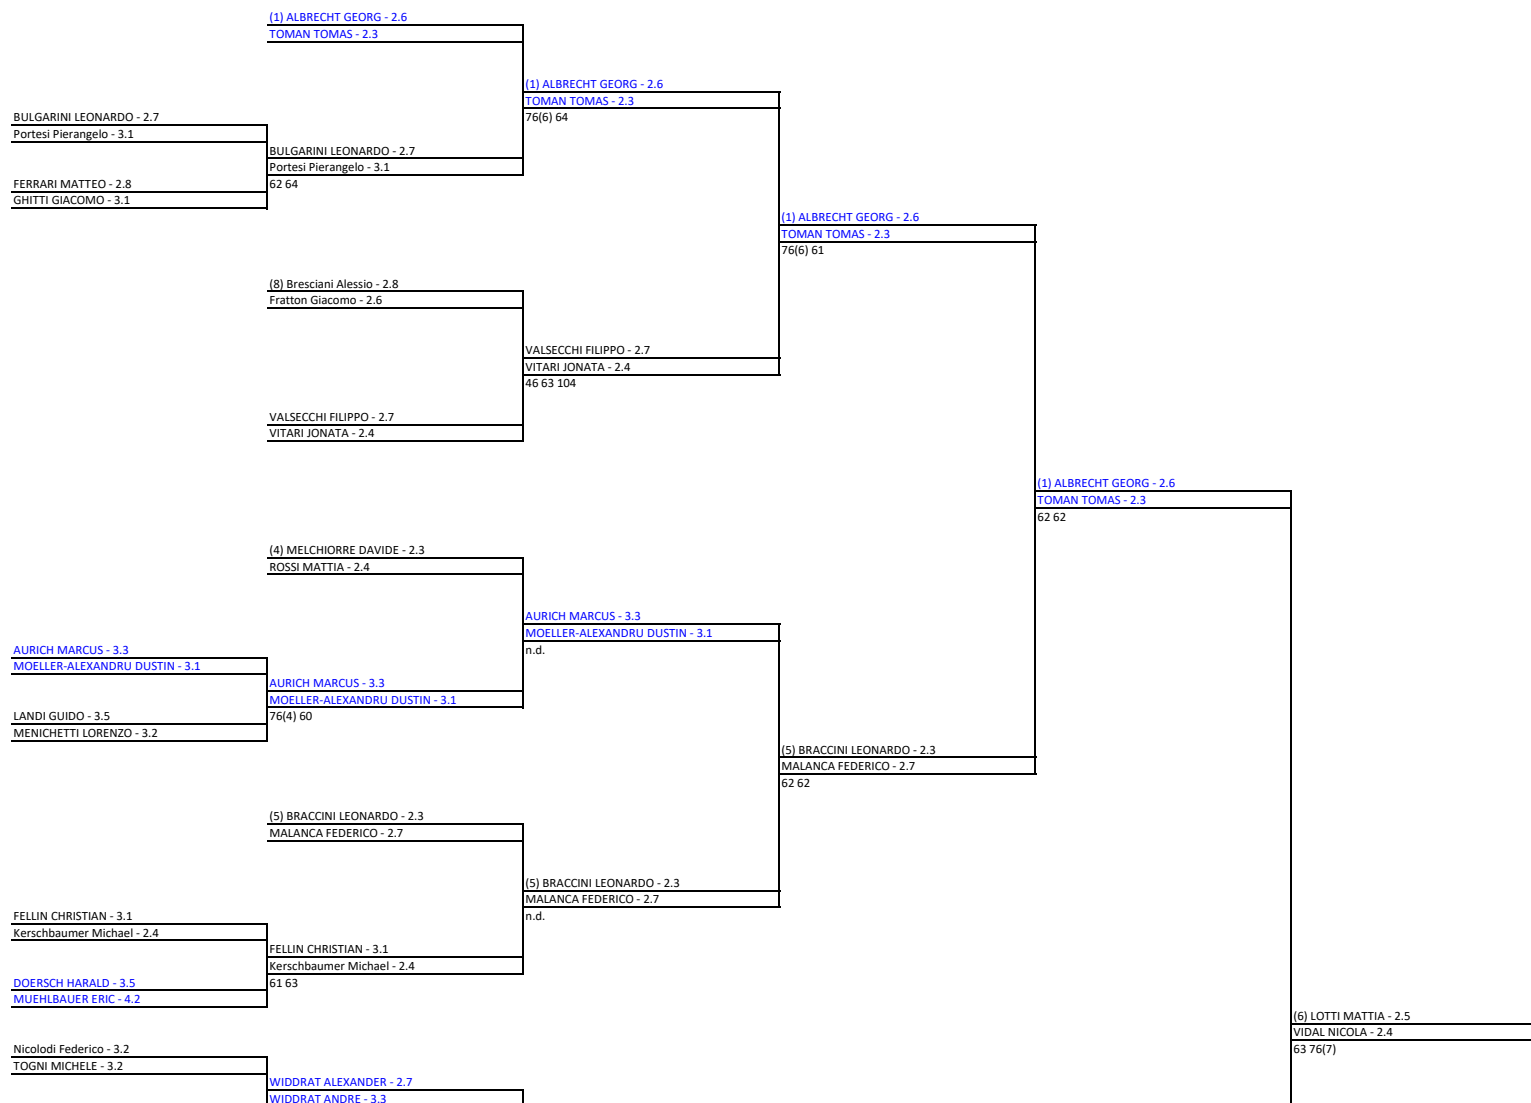 (1) ALBRECHT GEORG - 2.6
TOMAN TOMAS - 2.3
(1) ALBRECHT GEORG - 2.6
TOMAN TOMAS - 2.3
76(6) 64
BULGARINI LEONARDO - 2.7
Portesi Pierangelo - 3.1
BULGARINI LEONARDO - 2.7
Portesi Pierangelo - 3.1
62 64
FERRARI MATTEO - 2.8
GHITTI GIACOMO - 3.1
(1) ALBRECHT GEORG - 2.6
TOMAN TOMAS - 2.3
76(6) 61
(8) Bresciani Alessio - 2.8
Fratton Giacomo - 2.6
VALSECCHI FILIPPO - 2.7
VITARI JONATA - 2.4
46 63 104
VALSECCHI FILIPPO - 2.7
VITARI JONATA - 2.4
(1) ALBRECHT GEORG - 2.6
TOMAN TOMAS - 2.3
62 62
(4) MELCHIORRE DAVIDE - 2.3
ROSSI MATTIA - 2.4
AURICH MARCUS - 3.3
MOELLER-ALEXANDRU DUSTIN - 3.1
n.d.
AURICH MARCUS - 3.3
MOELLER-ALEXANDRU DUSTIN - 3.1
AURICH MARCUS - 3.3
MOELLER-ALEXANDRU DUSTIN - 3.1
76(4) 60
LANDI GUIDO - 3.5
MENICHETTI LORENZO - 3.2
(5) BRACCINI LEONARDO - 2.3
MALANCA FEDERICO - 2.7
62 62
(5) BRACCINI LEONARDO - 2.3
MALANCA FEDERICO - 2.7
(5) BRACCINI LEONARDO - 2.3
MALANCA FEDERICO - 2.7
n.d.
FELLIN CHRISTIAN - 3.1
Kerschbaumer Michael - 2.4
FELLIN CHRISTIAN - 3.1
Kerschbaumer Michael - 2.4
61 63
DOERSCH HARALD - 3.5
MUEHLBAUER ERIC - 4.2
(6) LOTTI MATTIA - 2.5
VIDAL NICOLA - 2.4
63 76(7)
Nicolodi Federico - 3.2
TOGNI MICHELE - 3.2
WIDDRAT ALEXANDER - 2.7
WIDDRAT ANDRE - 3.3